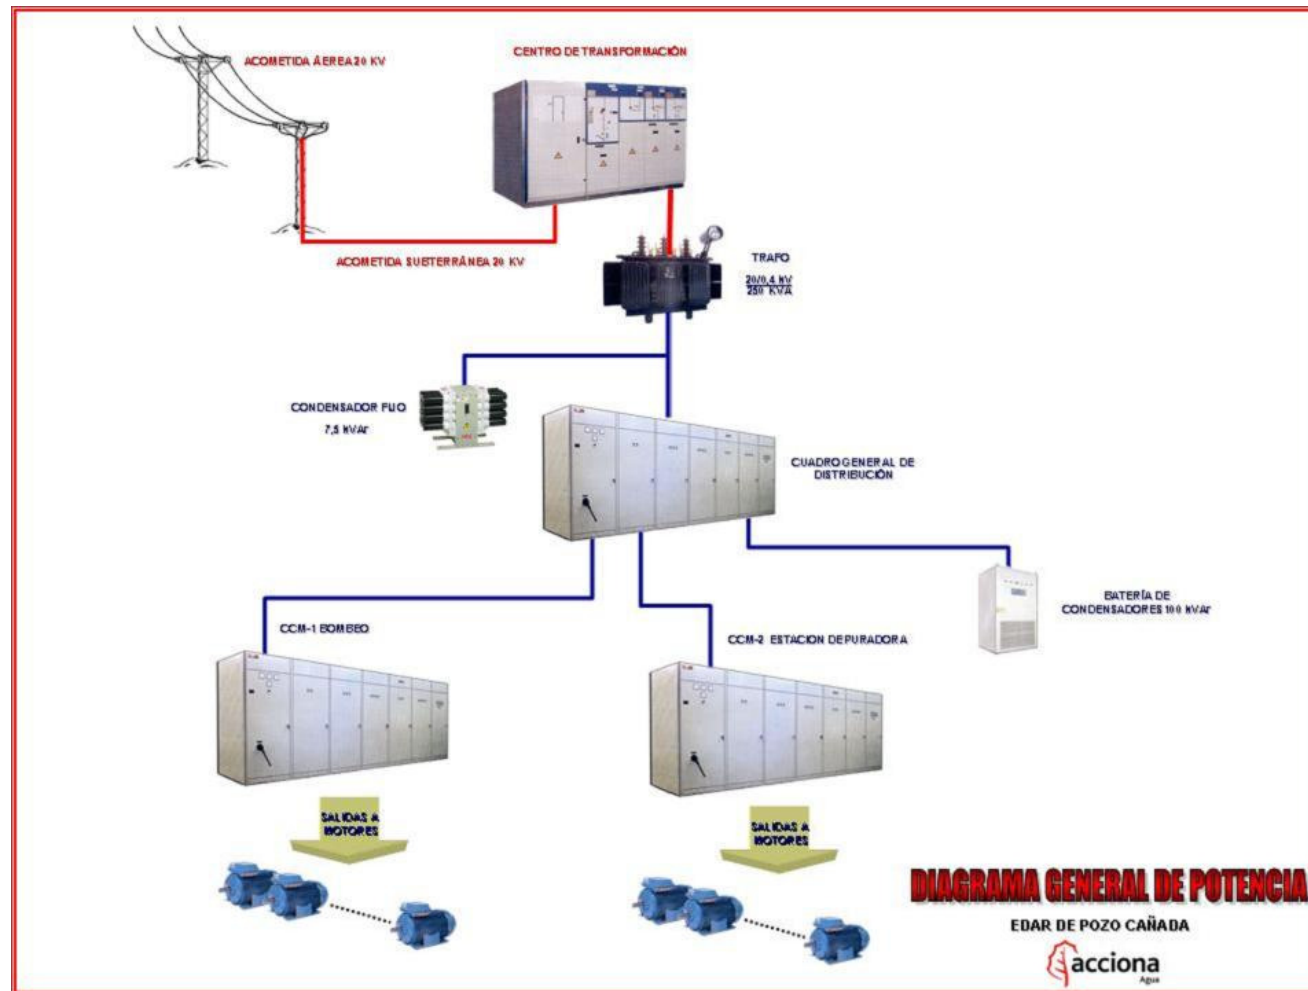 ACOMETIDA ÁEREA 20 KV
CENTRO DE TRANSFORMACIÓN
ACOMETIDA SUBTERRÁNEA 20 KV
TRAFO
20/0,4 KV
250 KVA
CONDENSADOR FIJO
7,5 kVAr
CUADRO GENERAL DE
DISTRIBUCIÓN
BATERÍA DE
CONDENSADORES 100 kVAr
CCM-1 BOMBEO
CCM-2 ESTACION DEPURADORA
SALIDAS A
MOTORES
SALIDAS A
MOTORES
DIAGRAMA GENERAL DE POTENCIA
EDAR DE POZO CAÑADA
acciona
Agua